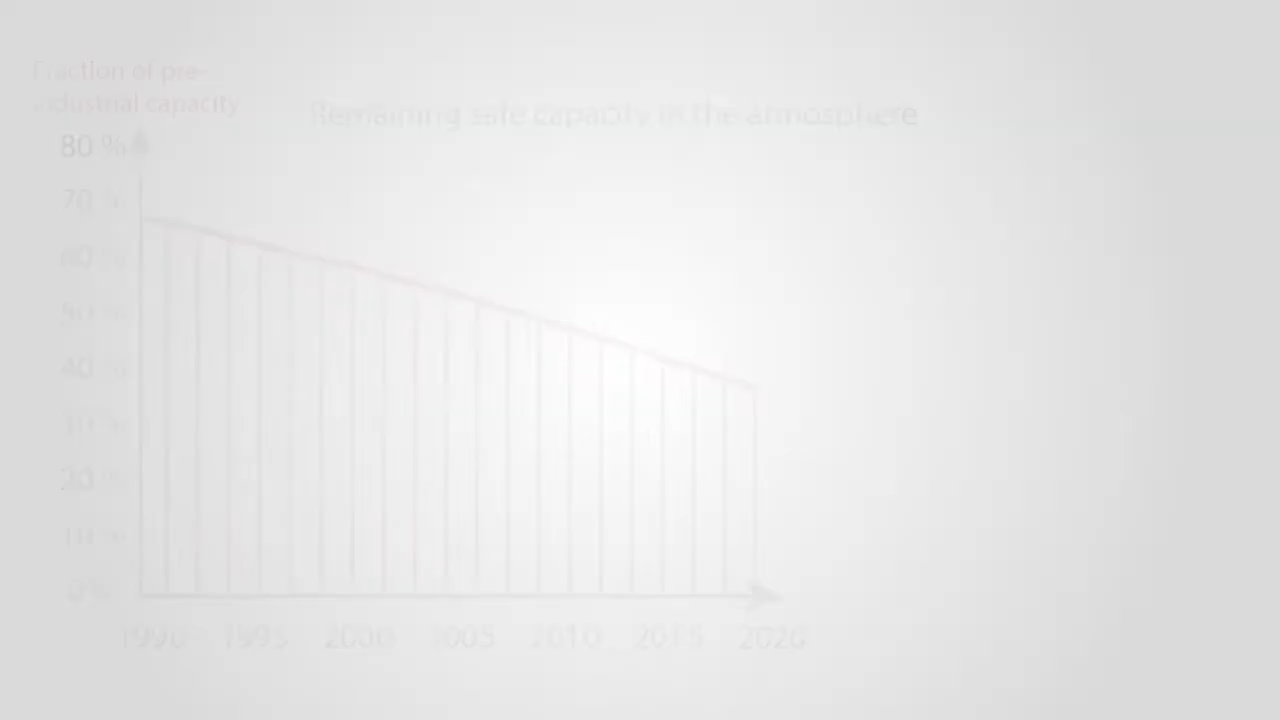 Fraction of pre-
industrial capacity
Remaining safe capacity in the atmosphere
80 %
70 %
60 %
50 %
40 %
30 %
20 %
10 %
0 %
1990 1995 2000 2005 2010 2015 2020